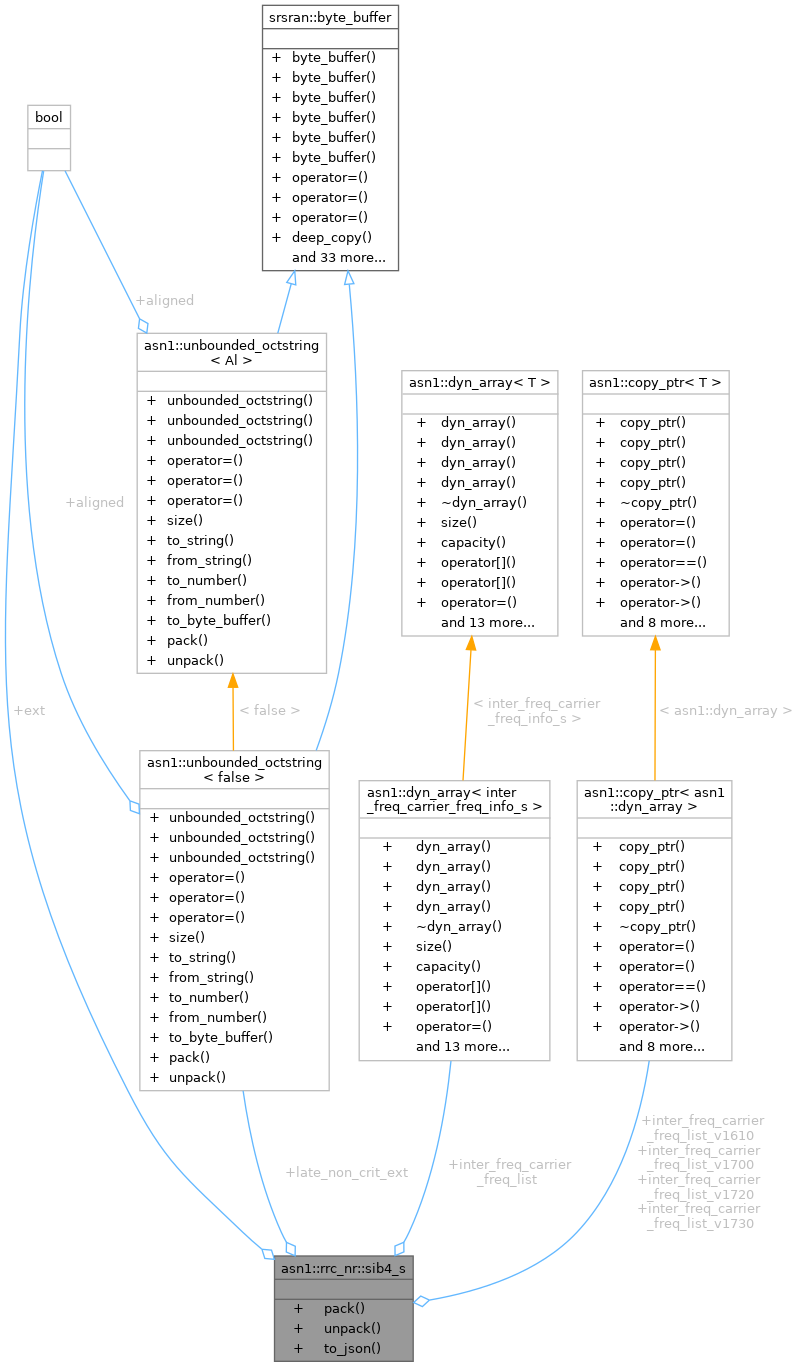 srsran::byte_buffer
+ byte_buffer()
+ byte_buffer()
+ byte_buffer()
+ byte_buffer()
+ byte_buffer()
+ byte_buffer()
+ operator=()
+ operator=()
+ operator=()
+ deep_copy()
and 33 more...
bool
+aligned
asn1::unbounded_octstring
< Al >
+ unbounded_octstring()
+ unbounded_octstring()
+ unbounded_octstring()
+ operator=()
+ operator=()
+ operator=()
+ size()
+ to_string()
+ from_string()
+ to_number()
+ from_number()
+ to_byte_buffer()
+ pack()
+ unpack()
asn1::dyn_array< T >
+ dyn_array()
+ dyn_array()
+ dyn_array()
+ dyn_array()
+ ~dyn_array()
+ size()
+ capacity()
+ operator[]()
+ operator[]()
+ operator=()
and 13 more...
asn1::copy_ptr< T >
+ copy_ptr()
+ copy_ptr()
+ copy_ptr()
+ copy_ptr()
+ ~copy_ptr()
+ operator=()
+ operator=()
+ operator==()
+ operator->()
+ operator->()
and 8 more...
+aligned
+ext
< false >
< inter_freq_carrier
_freq_info_s >
< asn1::dyn_array >
asn1::unbounded_octstring
< false >
+ unbounded_octstring()
+ unbounded_octstring()
+ unbounded_octstring()
+ operator=()
+ operator=()
+ operator=()
+ size()
+ to_string()
+ from_string()
+ to_number()
+ from_number()
+ to_byte_buffer()
+ pack()
+ unpack()
asn1::dyn_array< inter
_freq_carrier_freq_info_s >
+ dyn_array()
+ dyn_array()
+ dyn_array()
+ dyn_array()
+ ~dyn_array()
+ size()
+ capacity()
+ operator[]()
+ operator[]()
+ operator=()
and 13 more...
asn1::copy_ptr< asn1
::dyn_array >
+ copy_ptr()
+ copy_ptr()
+ copy_ptr()
+ copy_ptr()
+ ~copy_ptr()
+ operator=()
+ operator=()
+ operator==()
+ operator->()
+ operator->()
and 8 more...
+late_non_crit_ext
+inter_freq_carrier
_freq_list
+inter_freq_carrier
_freq_list_v1610
+inter_freq_carrier
_freq_list_v1700
+inter_freq_carrier
_freq_list_v1720
+inter_freq_carrier
_freq_list_v1730
asn1::rrc_nr::sib4_s
+ pack()
+ unpack()
+ to_json()